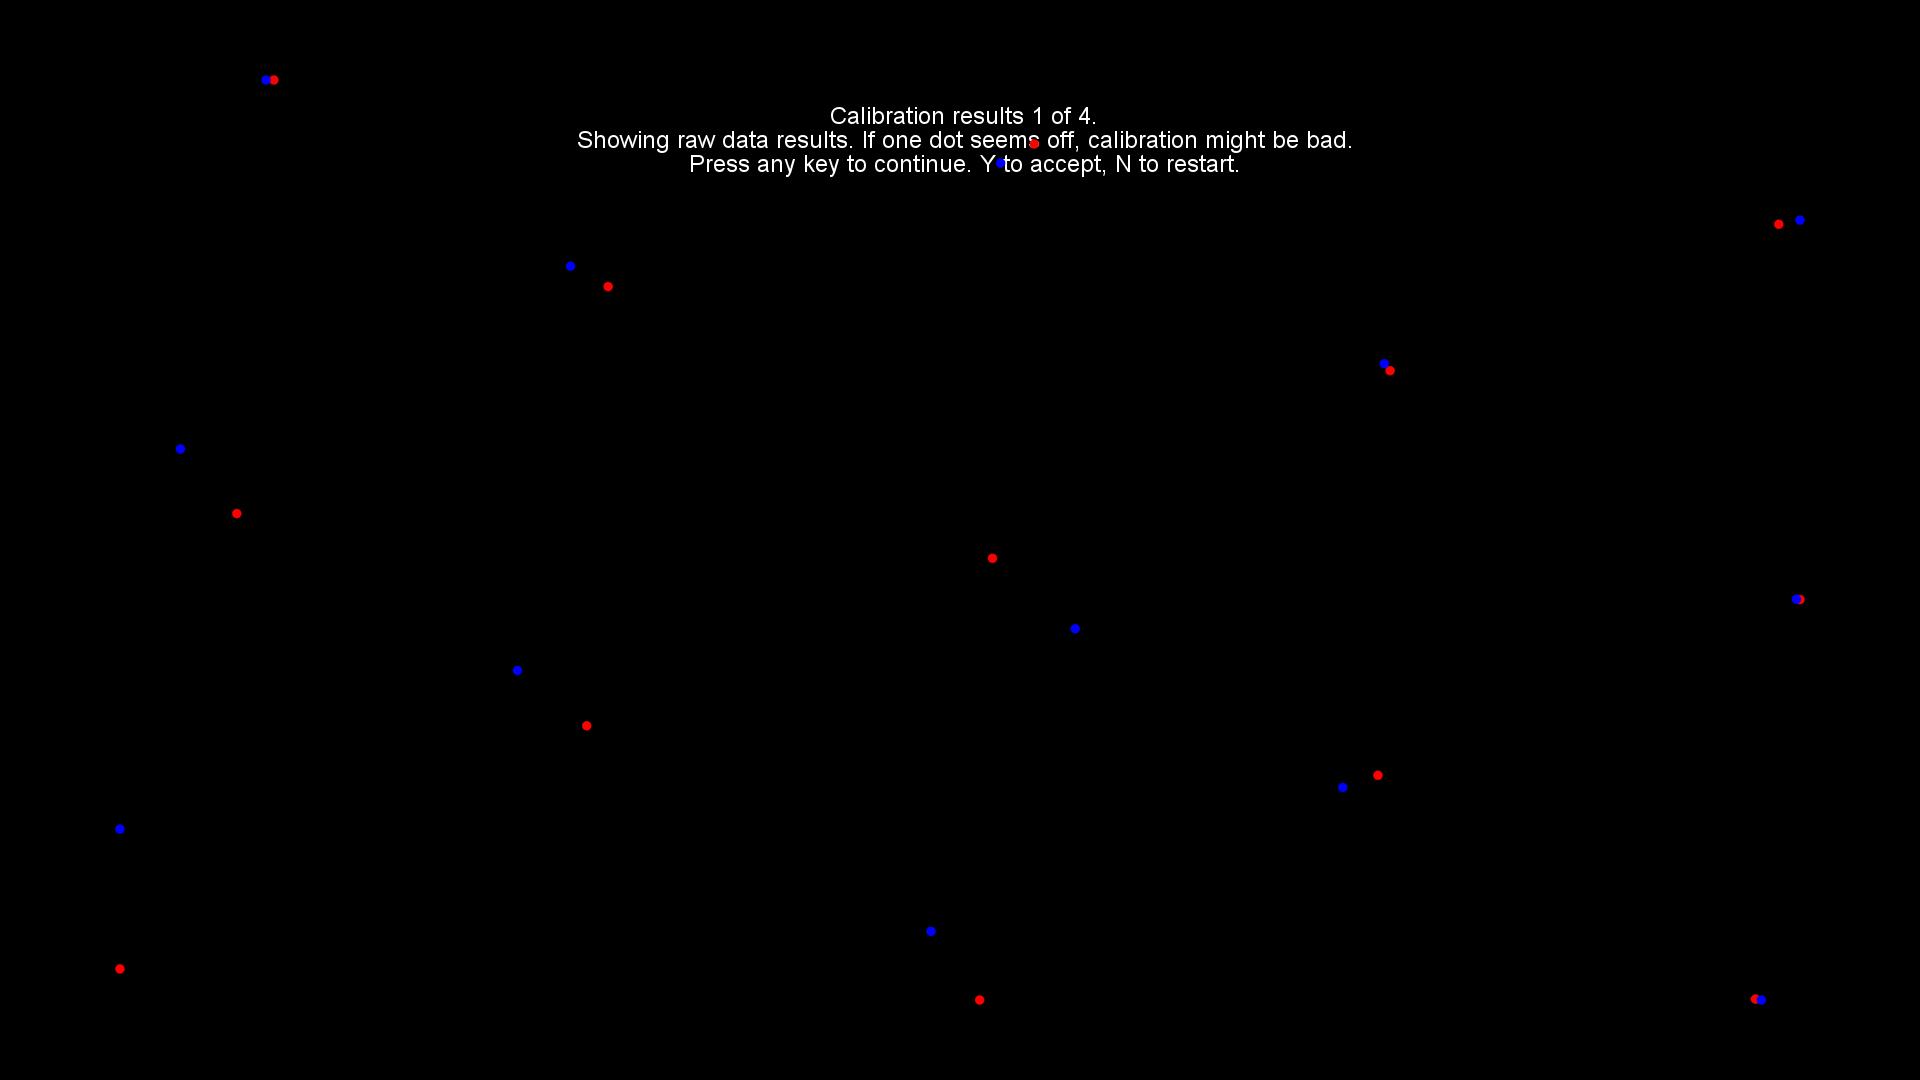 Calibration results 1 of 4.
Showing raw data results. If one dot seems off, calibration might be bad.
Press any key to continue. Y to accept, N to restart.